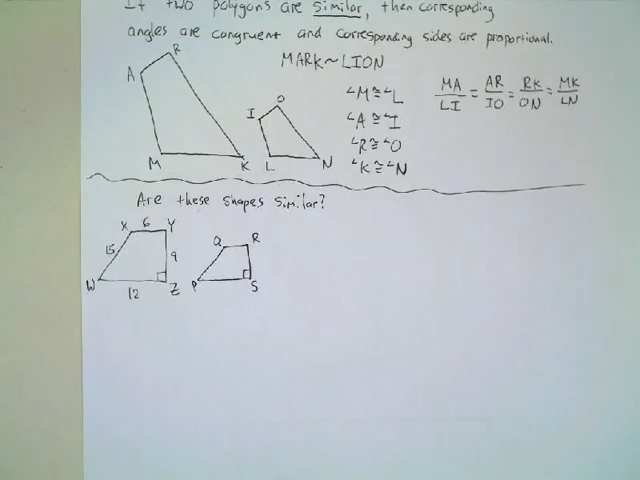 If two polygons are similar, then corresponding
angles are congruent and corresponding sides are proportional.
MARK~LION
R
A
M
K
I
O
L
N
∠M≅∠L
∠A≅∠I
∠R≅∠O
∠K≅∠N
MA/LI = AR/IO = RK/ON = MK/LN
Are these shapes similar?
X 6 Y
15
9
W 12 Z
Q R
P S